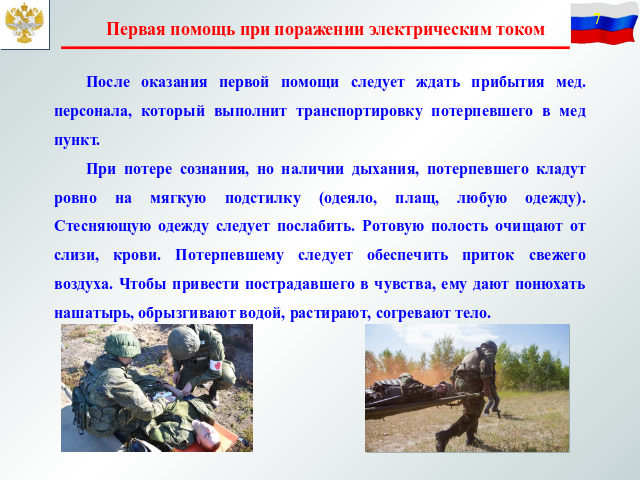 Первая помощь при поражении электрическим током
7
После оказания первой помощи следует ждать прибытия мед.
персонала, который выполнит транспортировку потерпевшего в мед
пункт.
При потере сознания, но наличии дыхания, потерпевшего кладут
ровно на мягкую подстилку (одеяло, плащ, любую одежду).
Стесняющую одежду следует послабить. Ротовую полость очищают от
слизи, крови. Потерпевшему следует обеспечить приток свежего
воздуха. Чтобы привести пострадавшего в чувства, ему дают понюхать
нашатырь, обрызгивают водой, растирают, согревают тело.